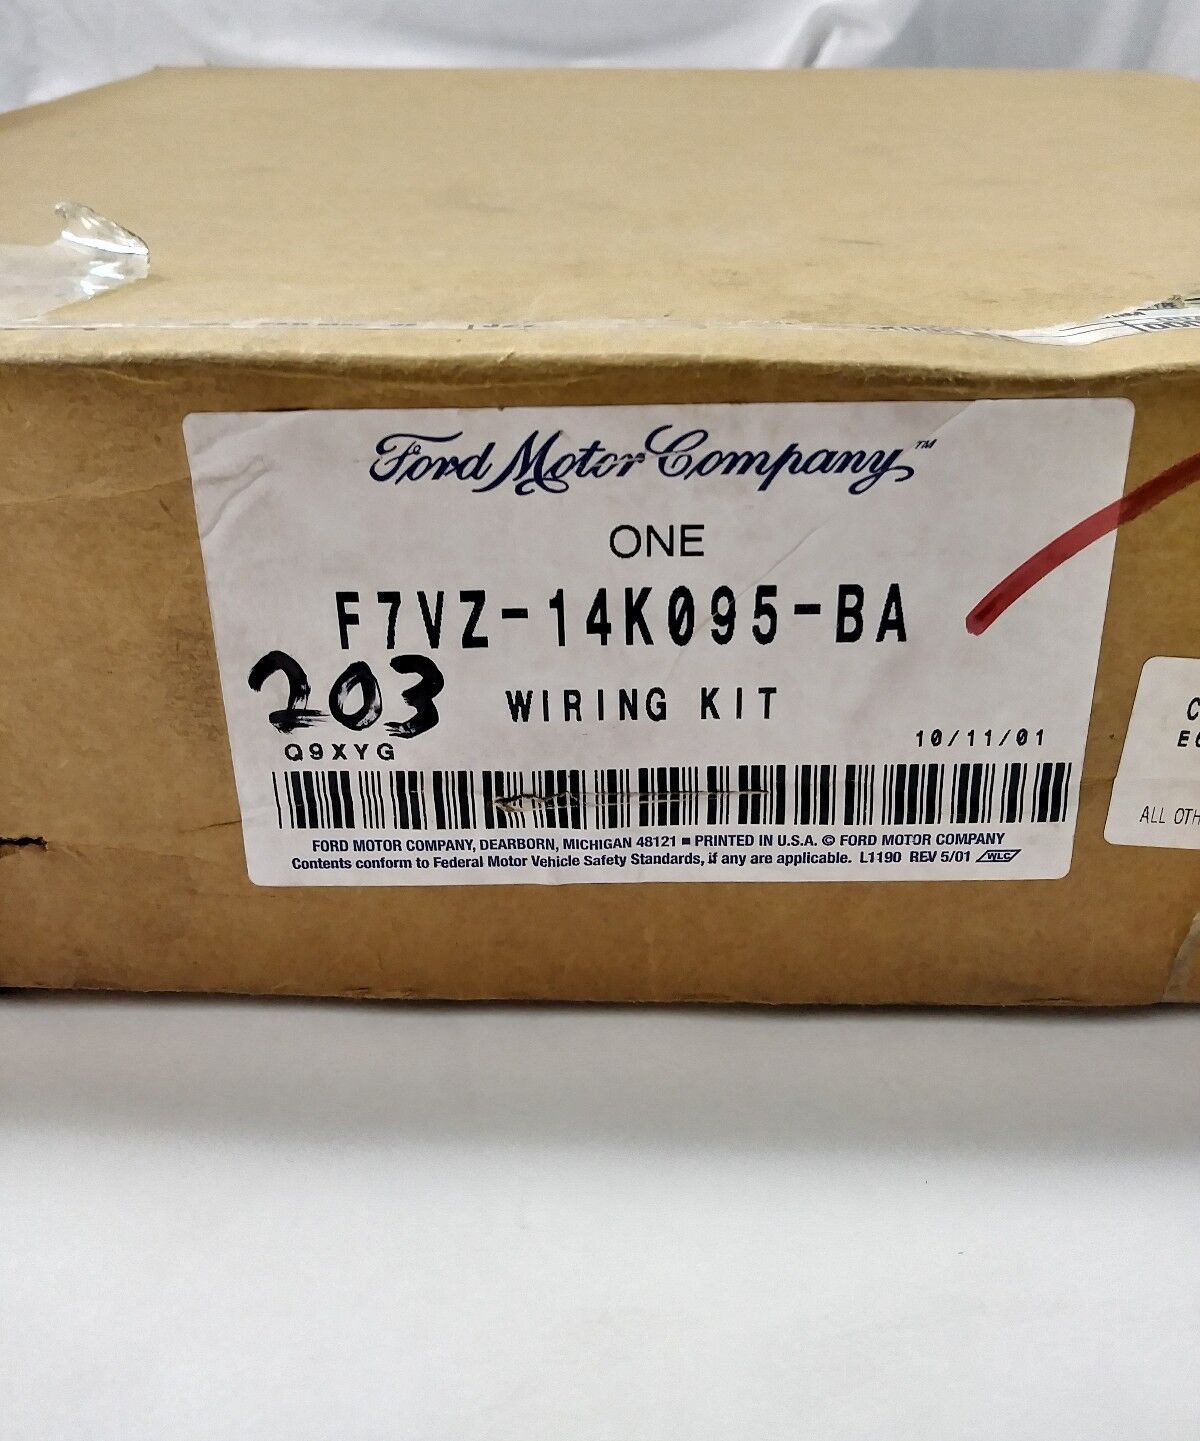 Ford Motor Company™
ONE
F7VZ-14K095-BA
203
WIRING KIT
Q9XYG
10/11/01
FORD MOTOR COMPANY, DEARBORN, MICHIGAN 48121 ■ PRINTED IN U.S.A. © FORD MOTOR COMPANY
Contents conform to Federal Motor Vehicle Safety Standards, if any are applicable. L1190 REV 5/01 WLC
ALL